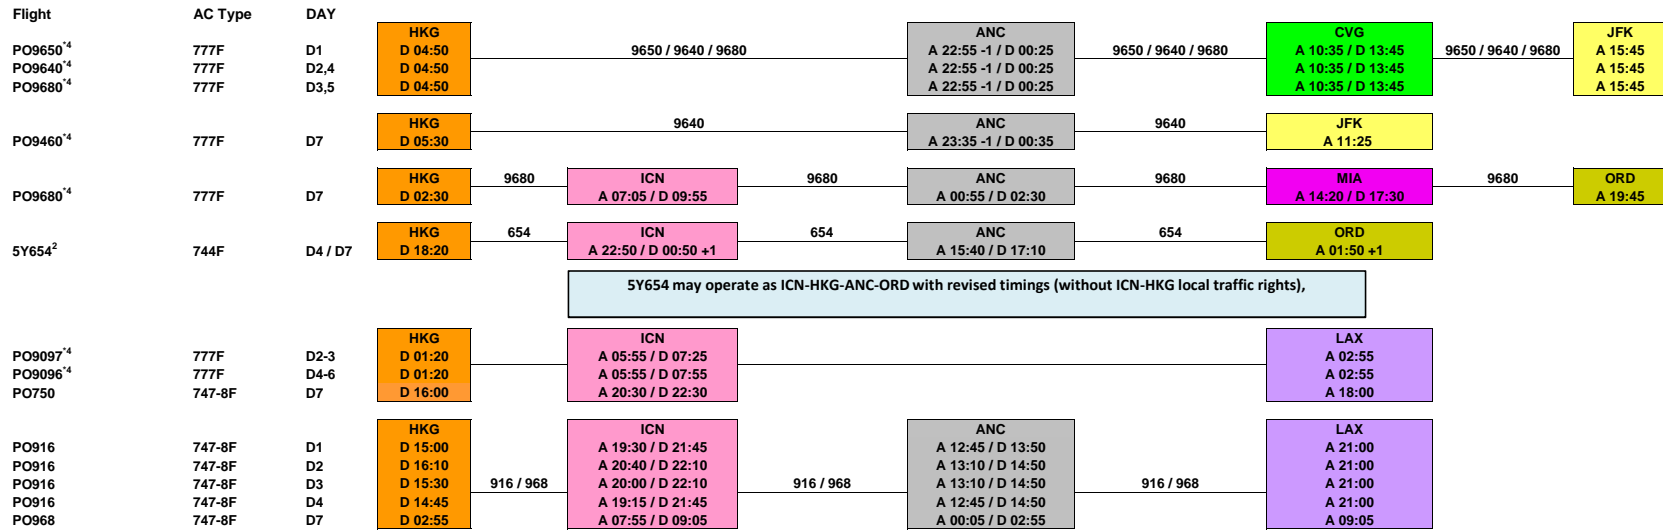 Flight AC Type DAY
HKG ANC CVG JFK
PO9650*4 777F D1 D 04:50 9650 / 9640 / 9680 A 22:55 -1 / D 00:25 9650 / 9640 / 9680 A 10:35 / D 13:45 9650 / 9640 / 9680 A 15:45
PO9640*4 777F D2,4 D 04:50 A 22:55 -1 / D 00:25 A 10:35 / D 13:45 A 15:45
PO9680*4 777F D3,5 D 04:50 A 22:55 -1 / D 00:25 A 10:35 / D 13:45 A 15:45
HKG 9640 ANC 9640 JFK
PO9460*4 777F D7 D 05:30 A 23:35 -1 / D 00:35 A 11:25
HKG 9680 ICN 9680 ANC 9680 MIA 9680 ORD
PO9680*4 777F D7 D 02:30 A 07:05 / D 09:55 A 00:55 / D 02:30 A 14:20 / D 17:30 A 19:45
HKG 654 ICN 654 ANC 654 ORD
5Y6542 744F D4 / D7 D 18:20 A 22:50 / D 00:50 +1 A 15:40 / D 17:10 A 01:50 +1
5Y654 may operate as ICN-HKG-ANC-ORD with revised timings (without ICN-HKG local traffic rights),
HKG ICN LAX
PO9097*4 777F D2-3 D 01:20 A 05:55 / D 07:25 A 02:55
PO9096*4 777F D4-6 D 01:20 A 05:55 / D 07:55 A 02:55
PO750 747-8F D7 D 16:00 A 20:30 / D 22:30 A 18:00
HKG ICN ANC LAX
PO916 747-8F D1 D 15:00 A 19:30 / D 21:45 A 12:45 / D 13:50 A 21:00
PO916 747-8F D2 D 16:10 A 20:40 / D 22:10 A 13:10 / D 14:50 A 21:00
PO916 747-8F D3 D 15:30 916 / 968 A 20:00 / D 22:10 916 / 968 A 13:10 / D 14:50 916 / 968 A 21:00
PO916 747-8F D4 D 14:45 A 19:15 / D 21:45 A 12:45 / D 14:50 A 21:00
PO968 747-8F D7 D 02:55 A 07:55 / D 09:05 A 00:05 / D 02:55 A 09:05